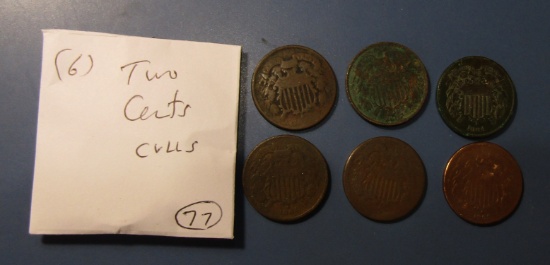 (6) Two
Cents
culls
77